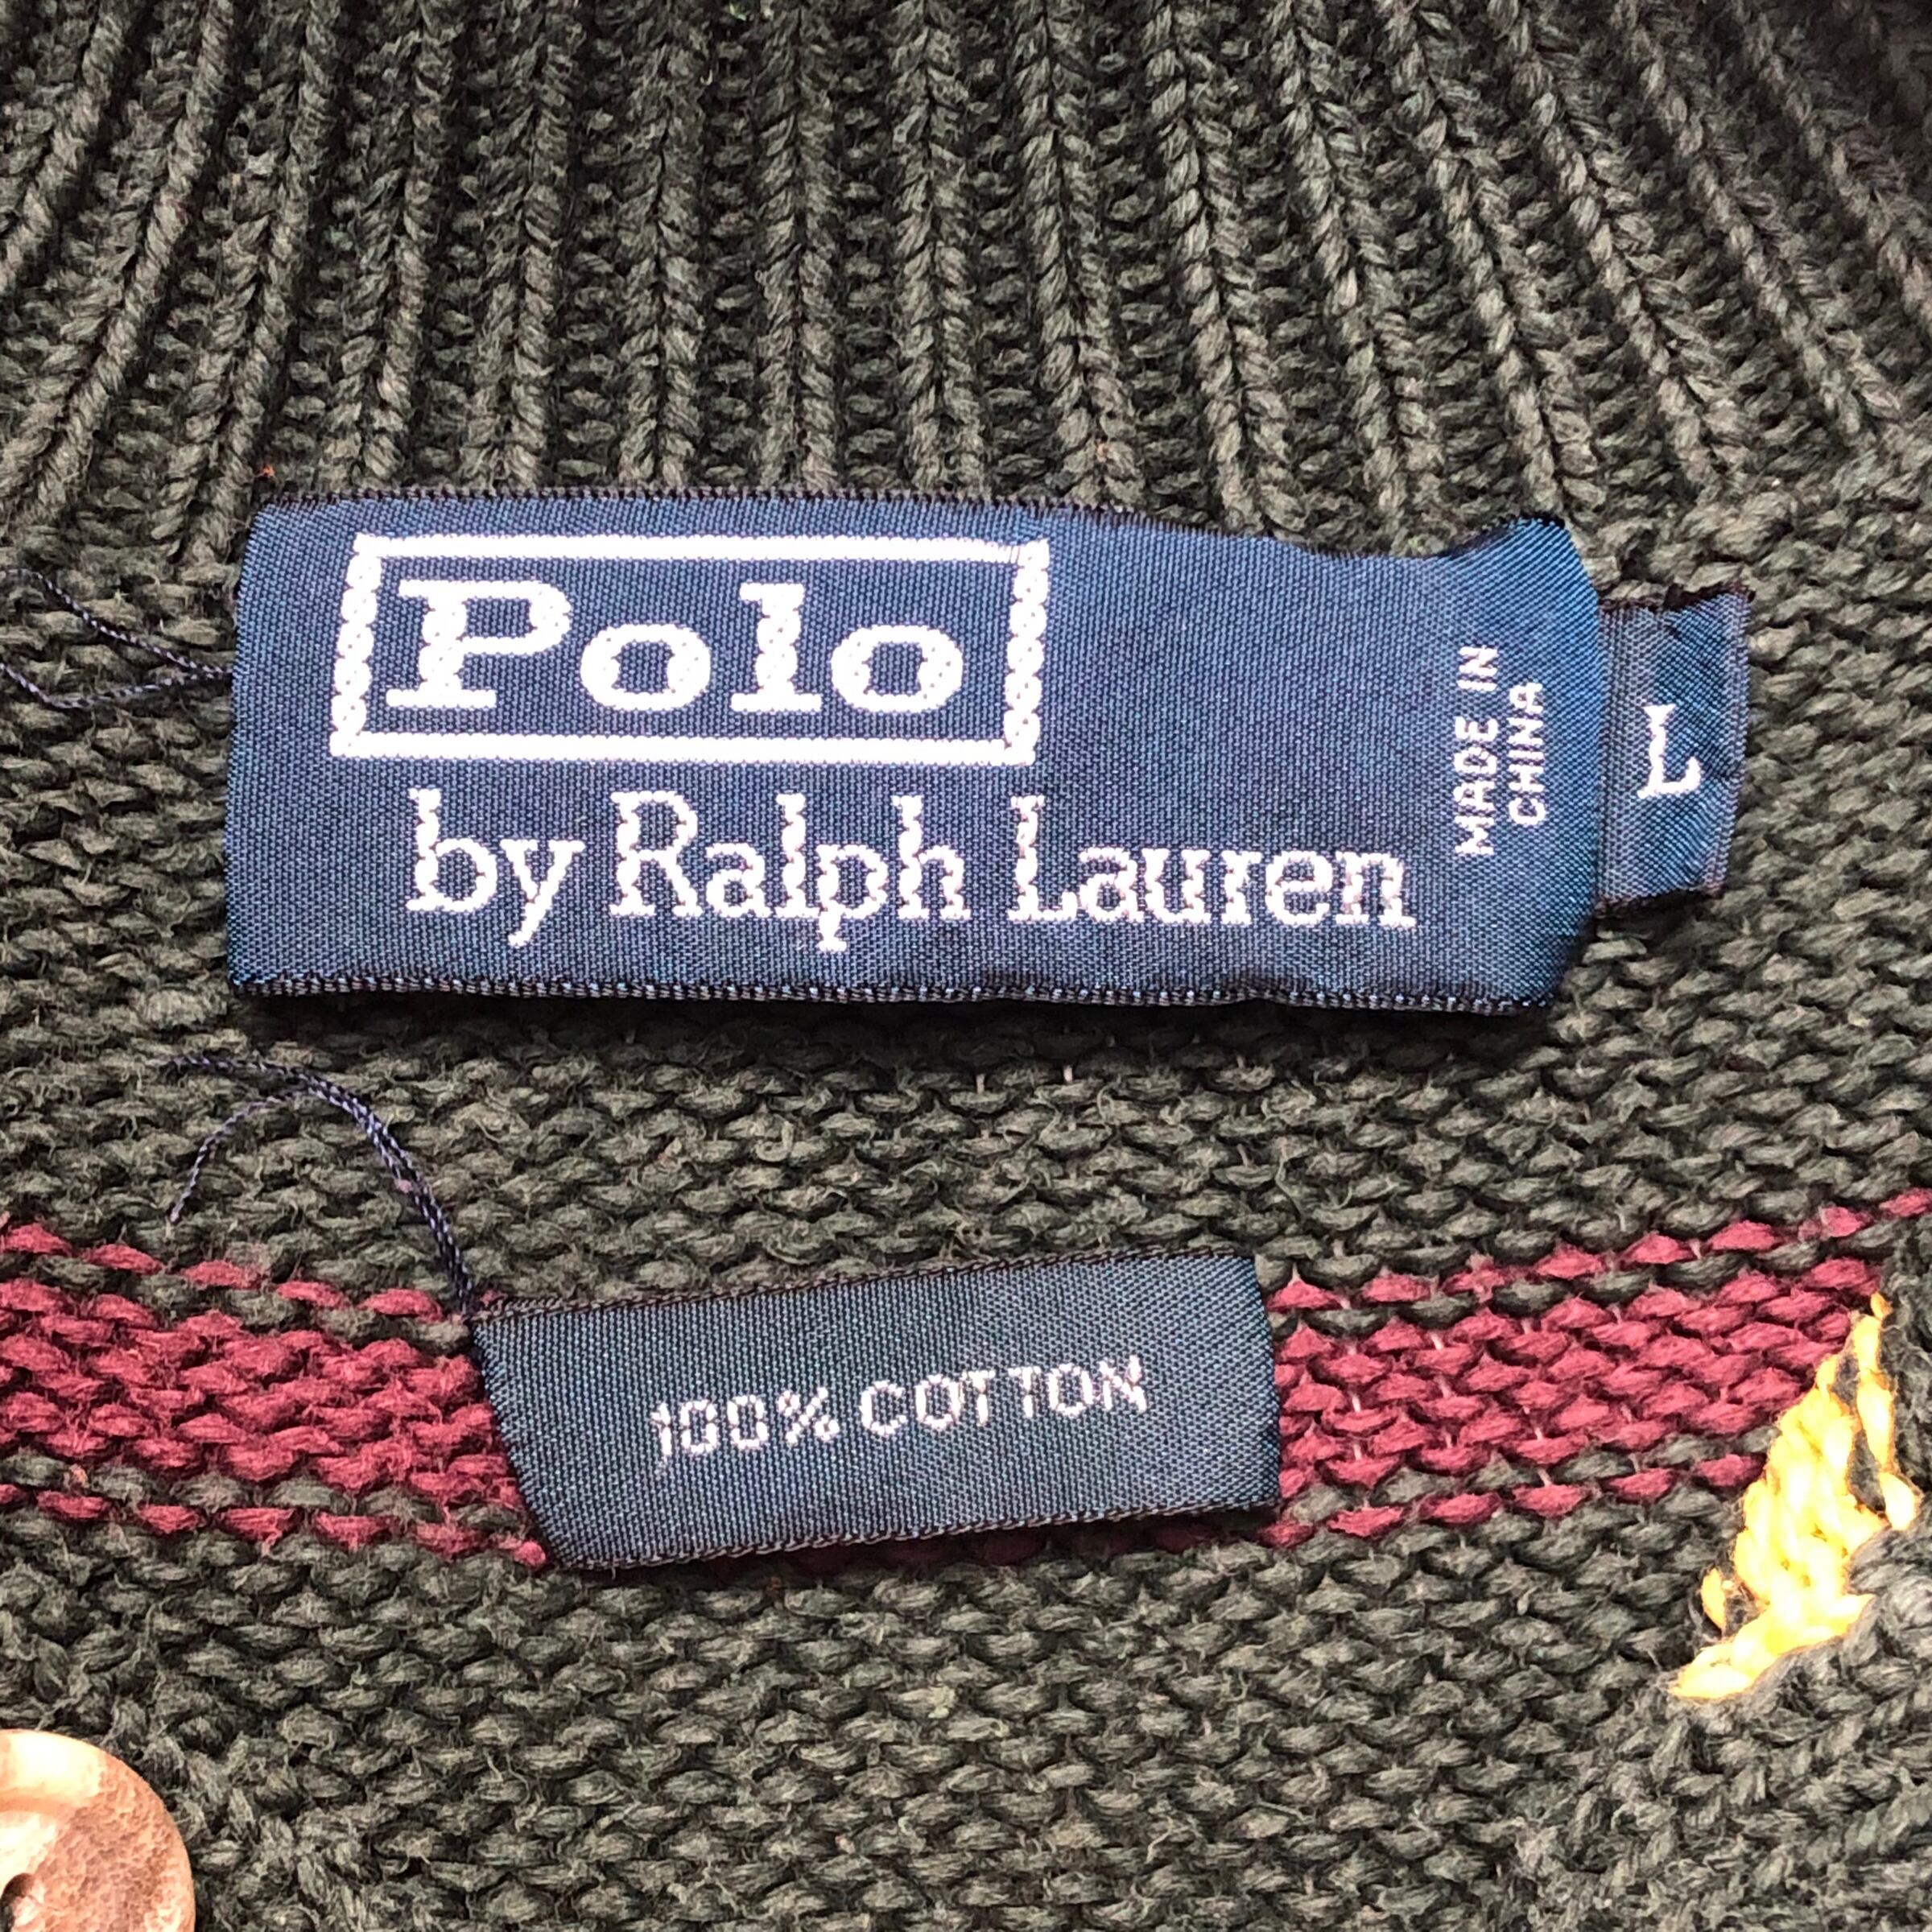 Polo
by Ralph Lauren
MADE IN
CHINA
L
100% COTTON